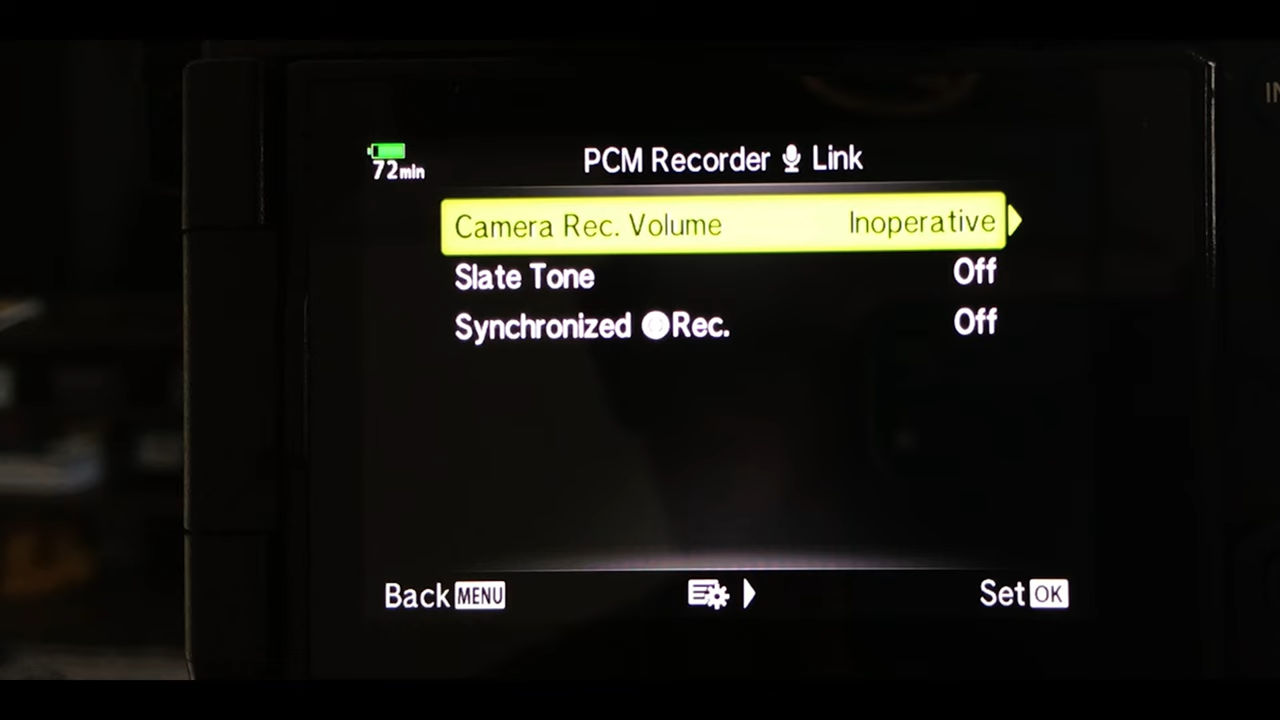 72min
PCM Recorder Link
Camera Rec. Volume Inoperative
Slate Tone Off
Synchronized Rec. Off
Back MENU
Set OK